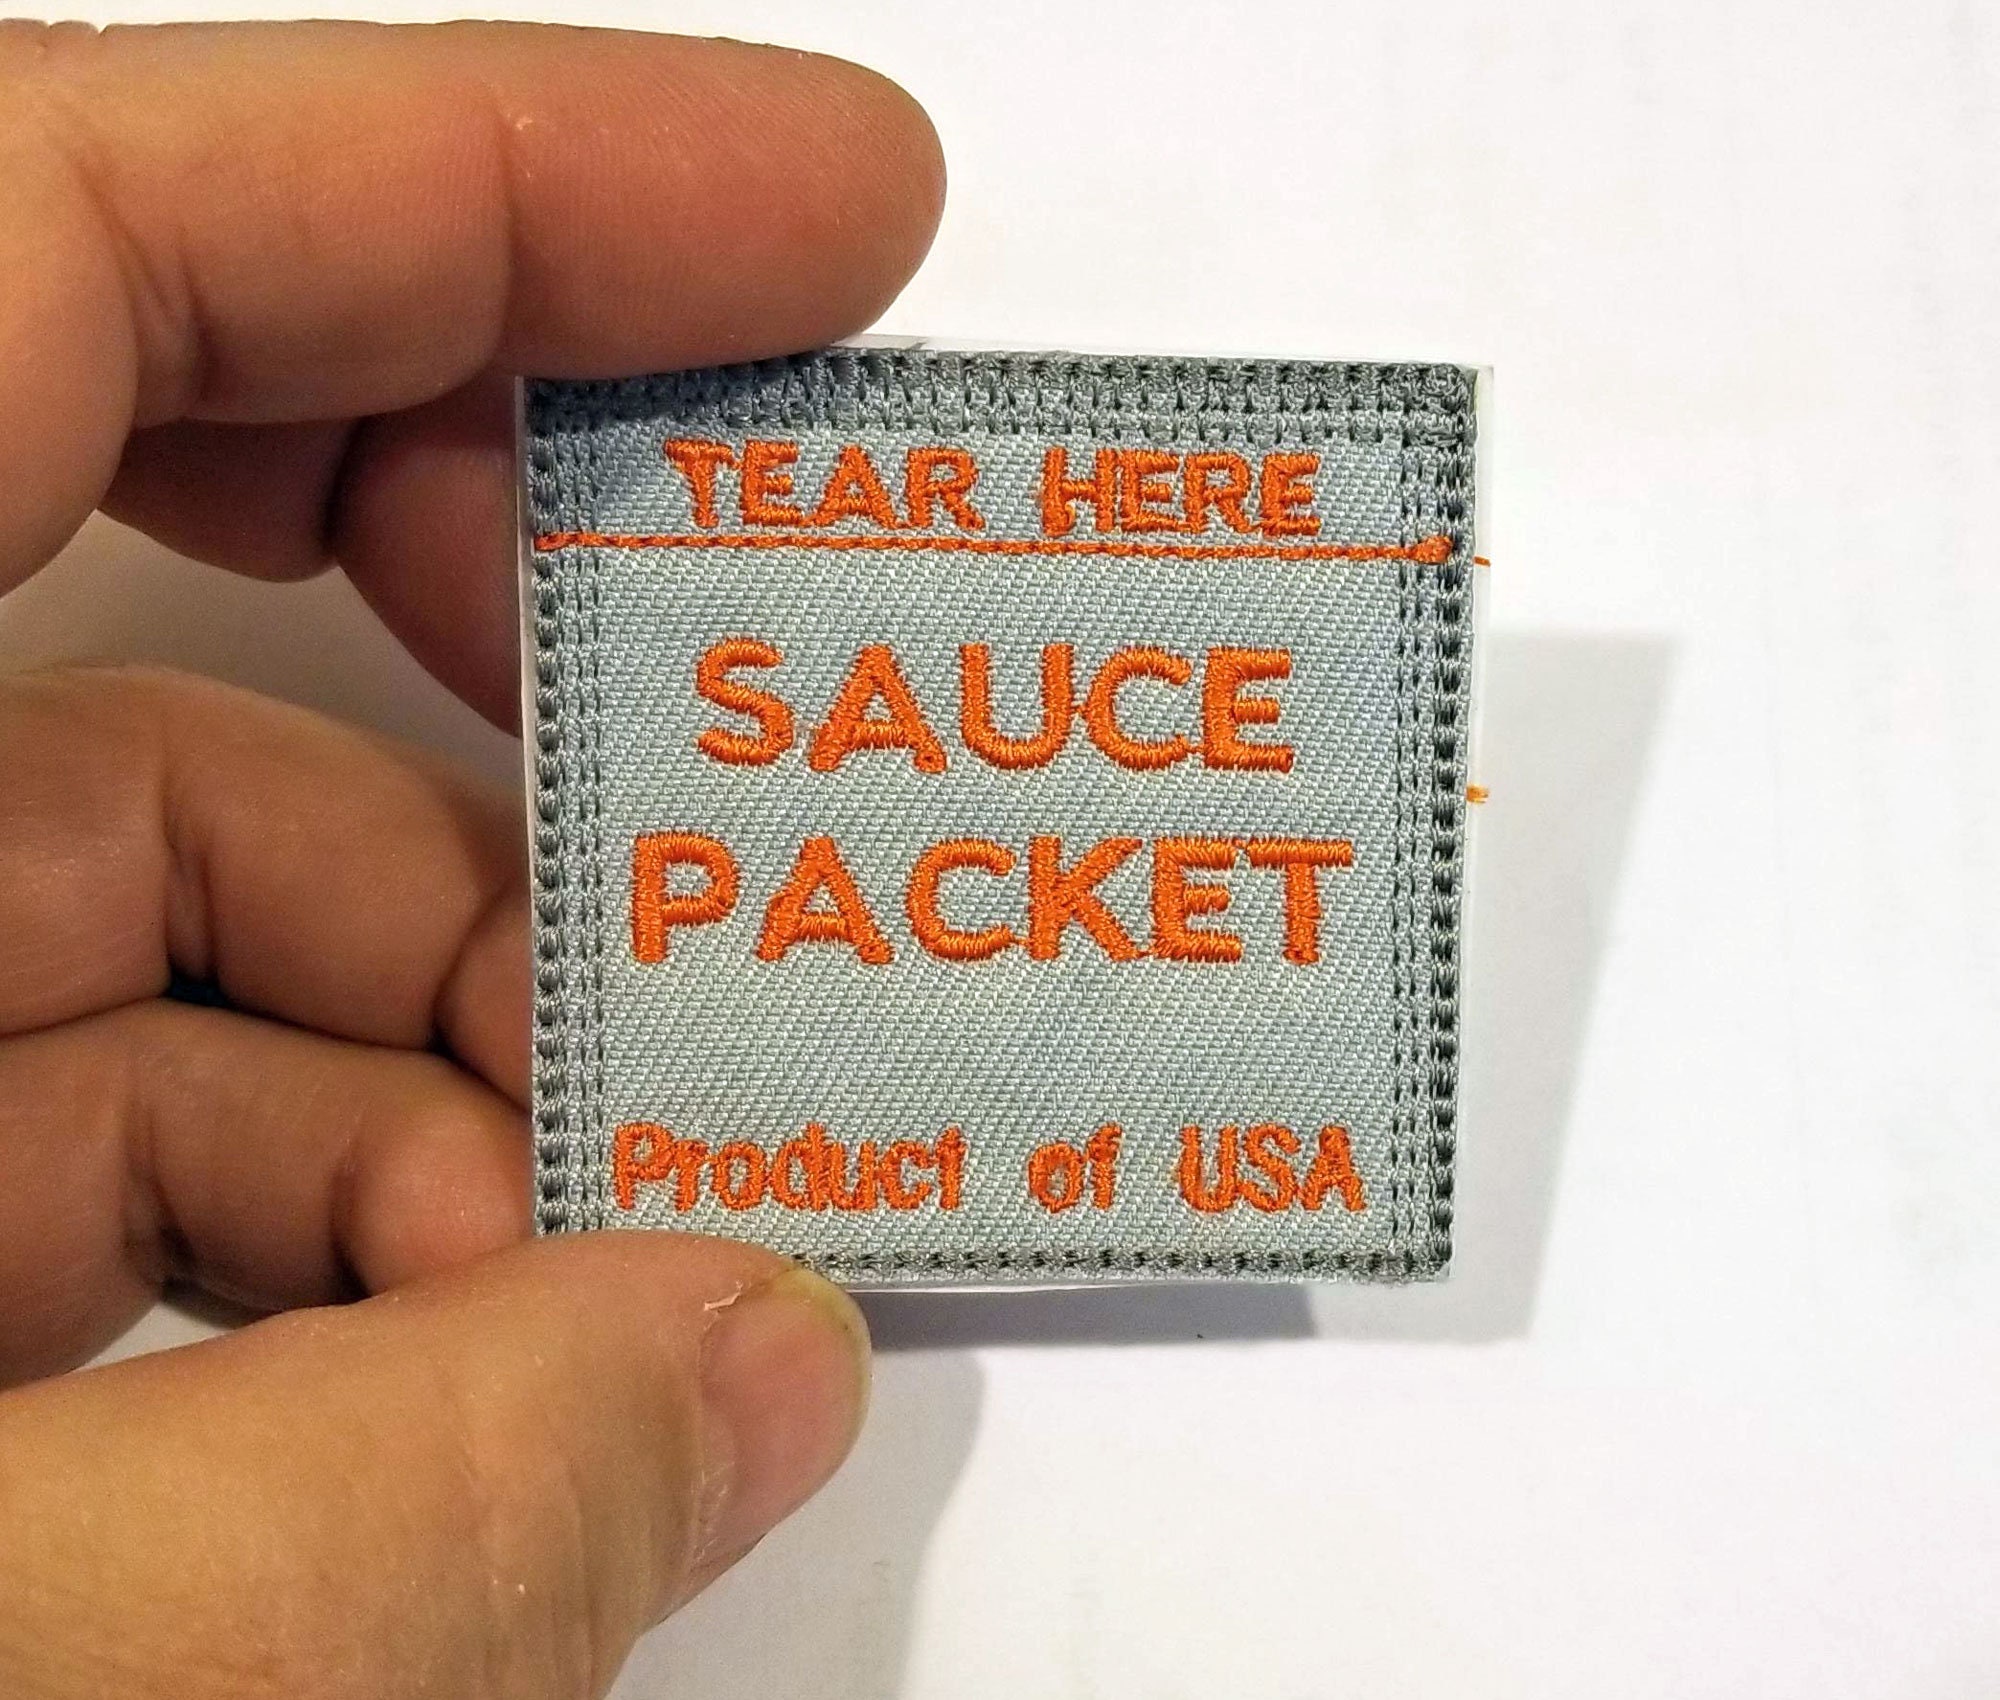 TEAR HERE
SAUCE
PACKET
Product of USA